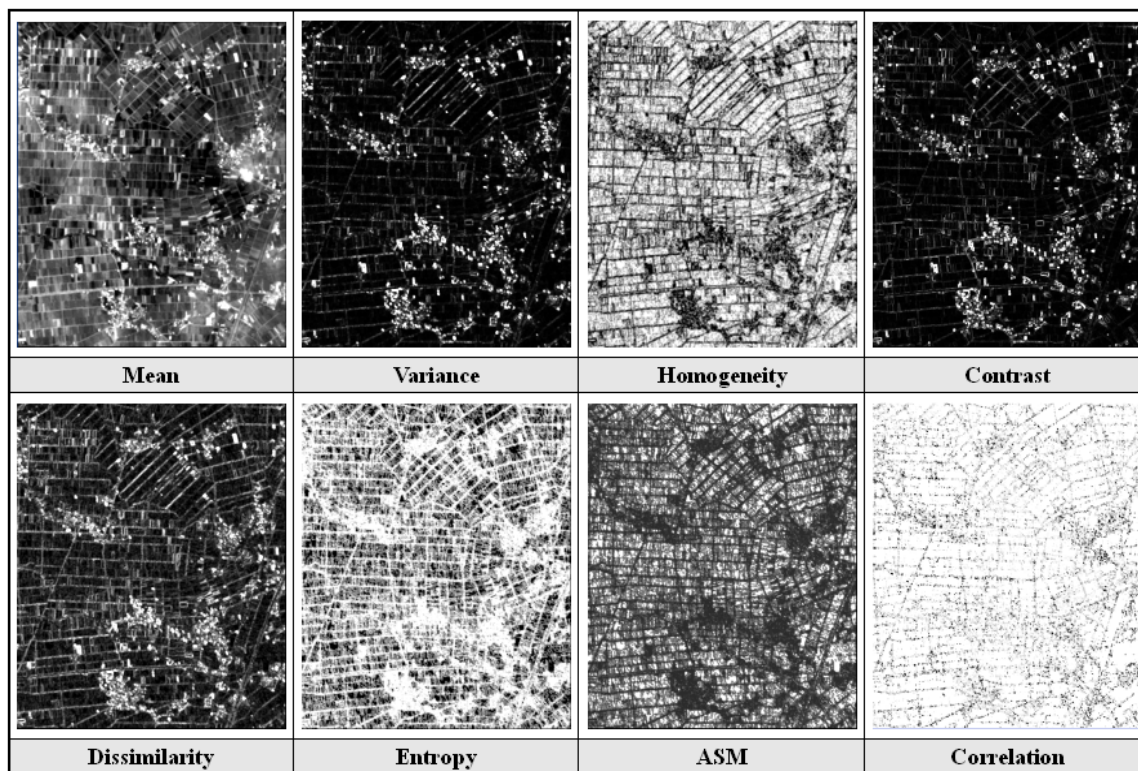 Mean
Variance
Homogeneity
Contrast
Dissimilarity
Entropy
ASM
Correlation